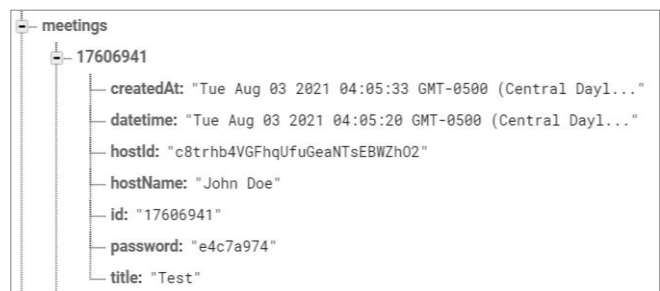 meetings
17606941
createdAt: "Tue Aug 03 2021 04:05:33 GMT-0500 (Central Dayl..."
datetime: "Tue Aug 03 2021 04:05:20 GMT-0500 (Central Dayl..."
hostId: "c8trhb4VGFhqUfuGeaNTsEBWZhO2"
hostName: "John Doe"
id: "17606941"
password: "e4c7a974"
title: "Test"